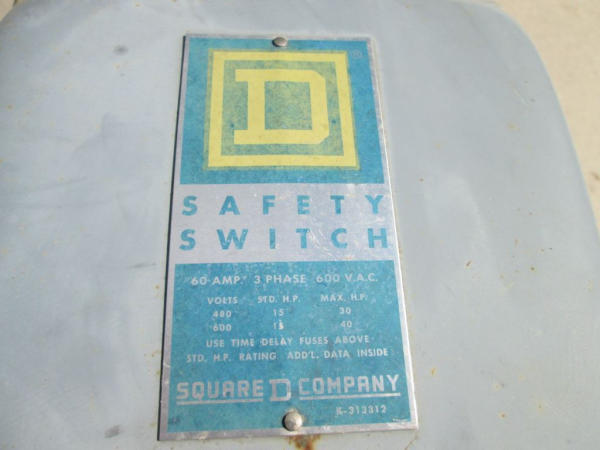 D ®
SAFETY
SWITCH
60 AMP. 3 PHASE 600 V.A.C.
VOLTS STD. H.P. MAX. H.P.
480 15 30
600 15 40
USE TIME DELAY FUSES ABOVE
STD. H.P. RATING ADD'L. DATA INSIDE
SQUARE D COMPANY
K-313312